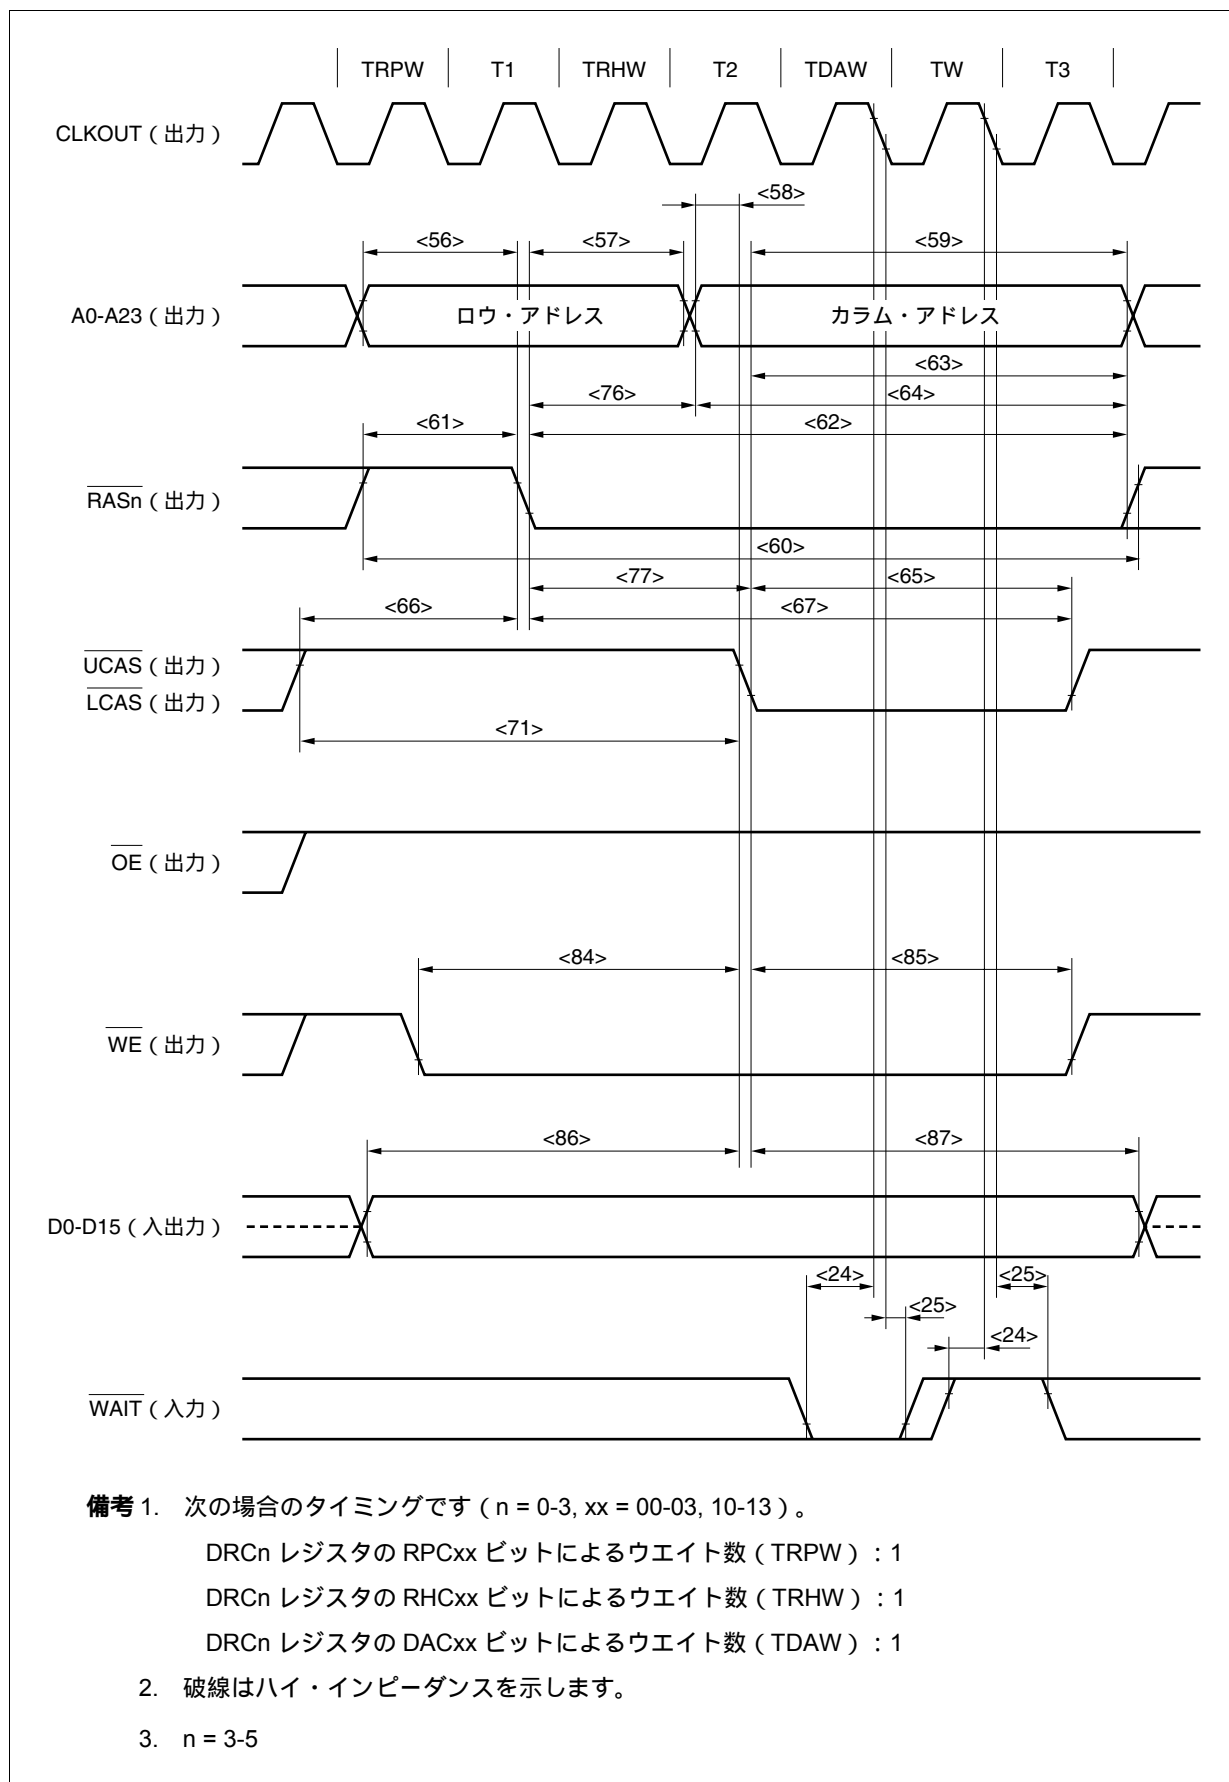 TRPW T1 TRHW T2 TDAW TW T3
CLKOUT（出力）
<58>
<56> <57> <59>
A0-A23（出力） ロウ・アドレス カラム・アドレス
<63>
<76> <64>
<61> <62>
RASn（出力）
<60>
<77> <65>
<66> <67>
UCAS（出力）
LCAS（出力）
<71>
OE（出力）
<84> <85>
WE（出力）
<86> <87>
D0-D15（入出力）
<24> <25>
<25>
<24>
WAIT（入力）
備考 1. 次の場合のタイミングです（n = 0-3, xx = 00-03, 10-13）。
DRCn レジスタの RPCxx ビットによるウエイト数（TRPW）：1
DRCn レジスタの RHCxx ビットによるウエイト数（TRHW）：1
DRCn レジスタの DACxx ビットによるウエイト数（TDAW）：1
2. 破線はハイ・インピーダンスを示します。
3. n = 3-5